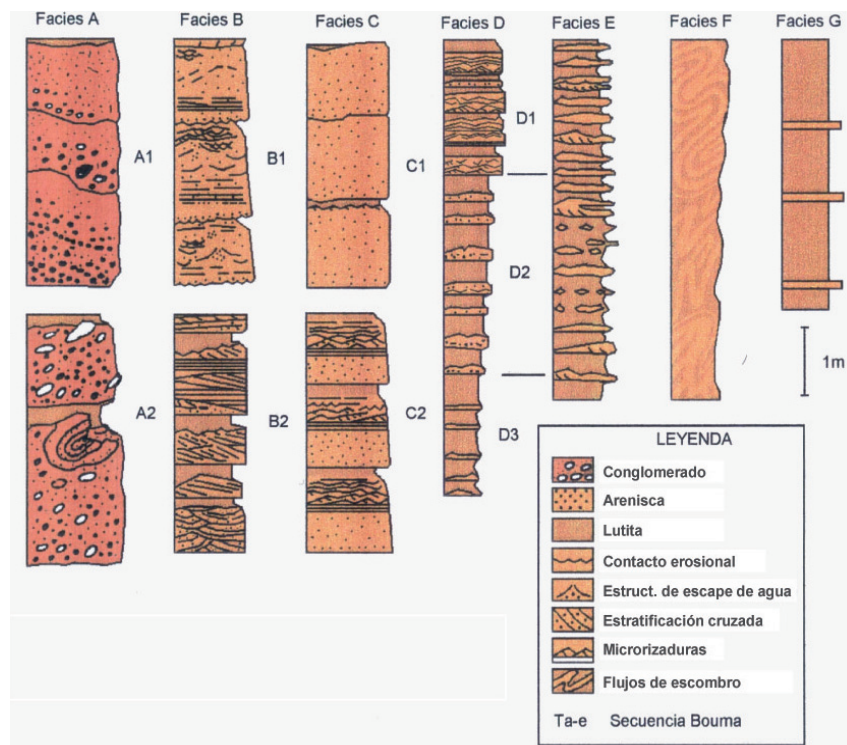 Facies A
Facies B
Facies C
Facies D
Facies E
Facies F
Facies G
A1
B1
C1
D1
D2
A2
B2
C2
D3
1m
LEYENDA
Conglomerado
Arenisca
Lutita
Contacto erosional
Estruct. de escape de agua
Estratificación cruzada
Microrizaduras
Flujos de escombro
Ta-e Secuencia Bouma